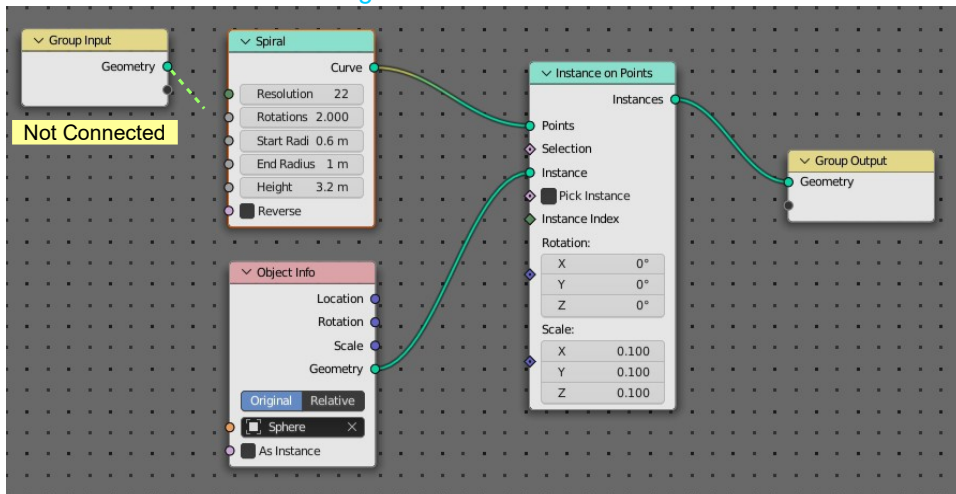 Group Input
Geometry
Not Connected
Spiral
Curve
Resolution 22
Rotations 2.000
Start Radi 0.6 m
End Radius 1 m
Height 3.2 m
Reverse
Object Info
Location
Rotation
Scale
Geometry
Original Relative
Sphere
As Instance
Instance on Points
Instances
Points
Selection
Instance
Pick Instance
Instance Index
Rotation:
X 0°
Y 0°
Z 0°
Scale:
X 0.100
Y 0.100
Z 0.100
Group Output
Geometry